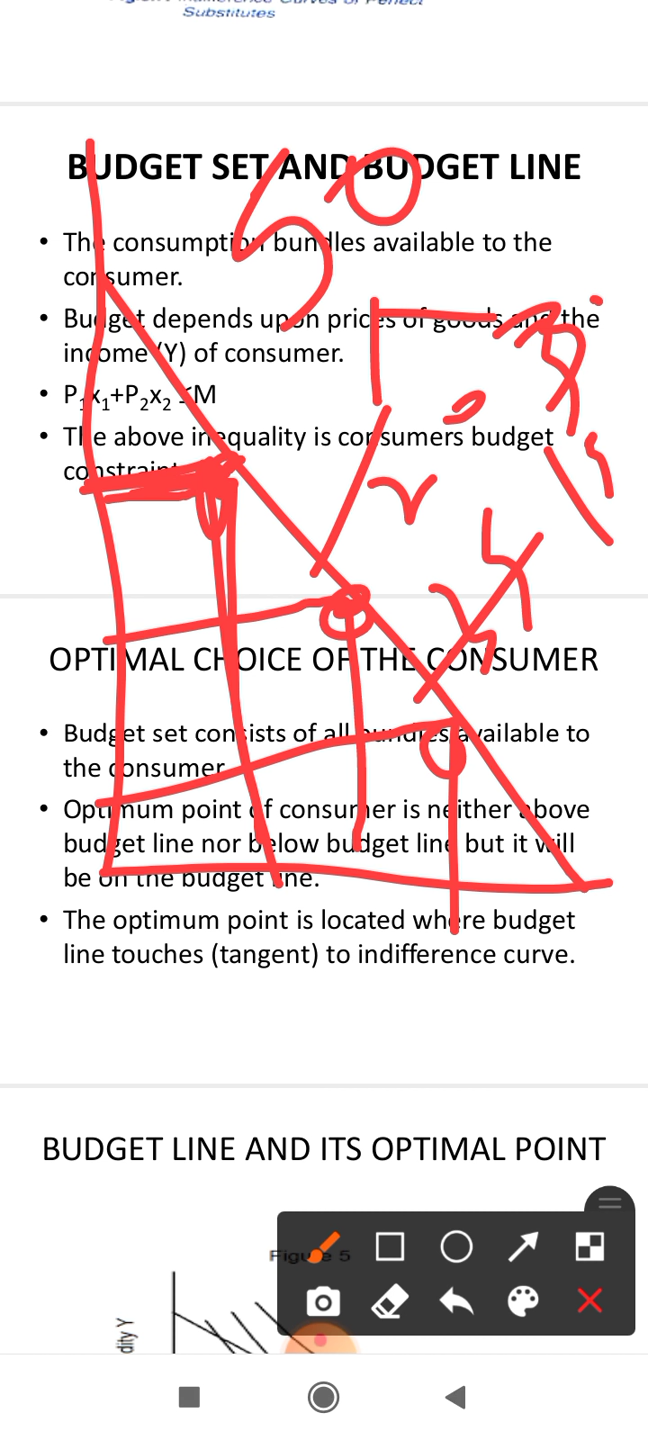 Substitutes
BUDGET SET AND BUDGET LINE
• The consumption bundles available to the
consumer.
• Budget depends upon prices of goods and the
income (Y) of consumer.
• P₁x₁+P₂x₂ ≤M
• The above inequality is consumers budget
constraint
50
OPTIMAL CHOICE OF THE CONSUMER
• Budget set consists of all bundles available to
the consumer
• Optimum point of consumer is neither above
budget line nor below budget line but it will
be on the budget line.
• The optimum point is located where budget
line touches (tangent) to indifference curve.
BUDGET LINE AND ITS OPTIMAL POINT
Figure 5
dity Y